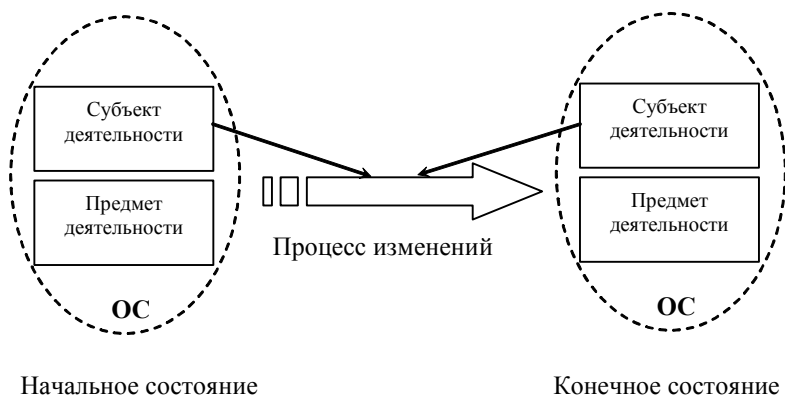 Субъект
деятельности
Предмет
деятельности
ОС
Начальное состояние
Процесс изменений
Субъект
деятельности
Предмет
деятельности
ОС
Конечное состояние